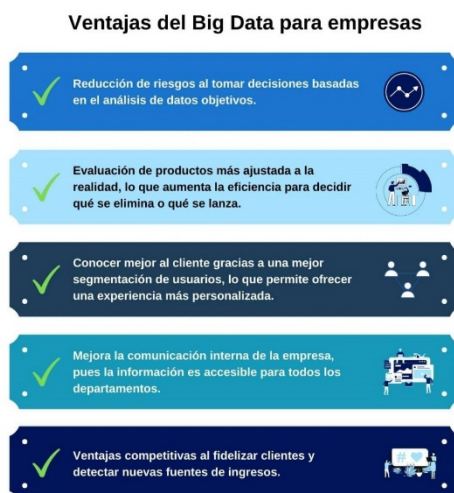 Ventajas del Big Data para empresas
Reducción de riesgos al tomar decisiones basadas
en el análisis de datos objetivos.
Evaluación de productos más ajustada a la
realidad, lo que aumenta la eficiencia para decidir
qué se elimina o qué se lanza.
Conocer mejor al cliente gracias a una mejor
segmentación de usuarios, lo que permite ofrecer
una experiencia más personalizada.
Mejora la comunicación interna de la empresa,
pues la información es accesible para todos los
departamentos.
Ventajas competitivas al fidelizar clientes y
detectar nuevas fuentes de ingresos.